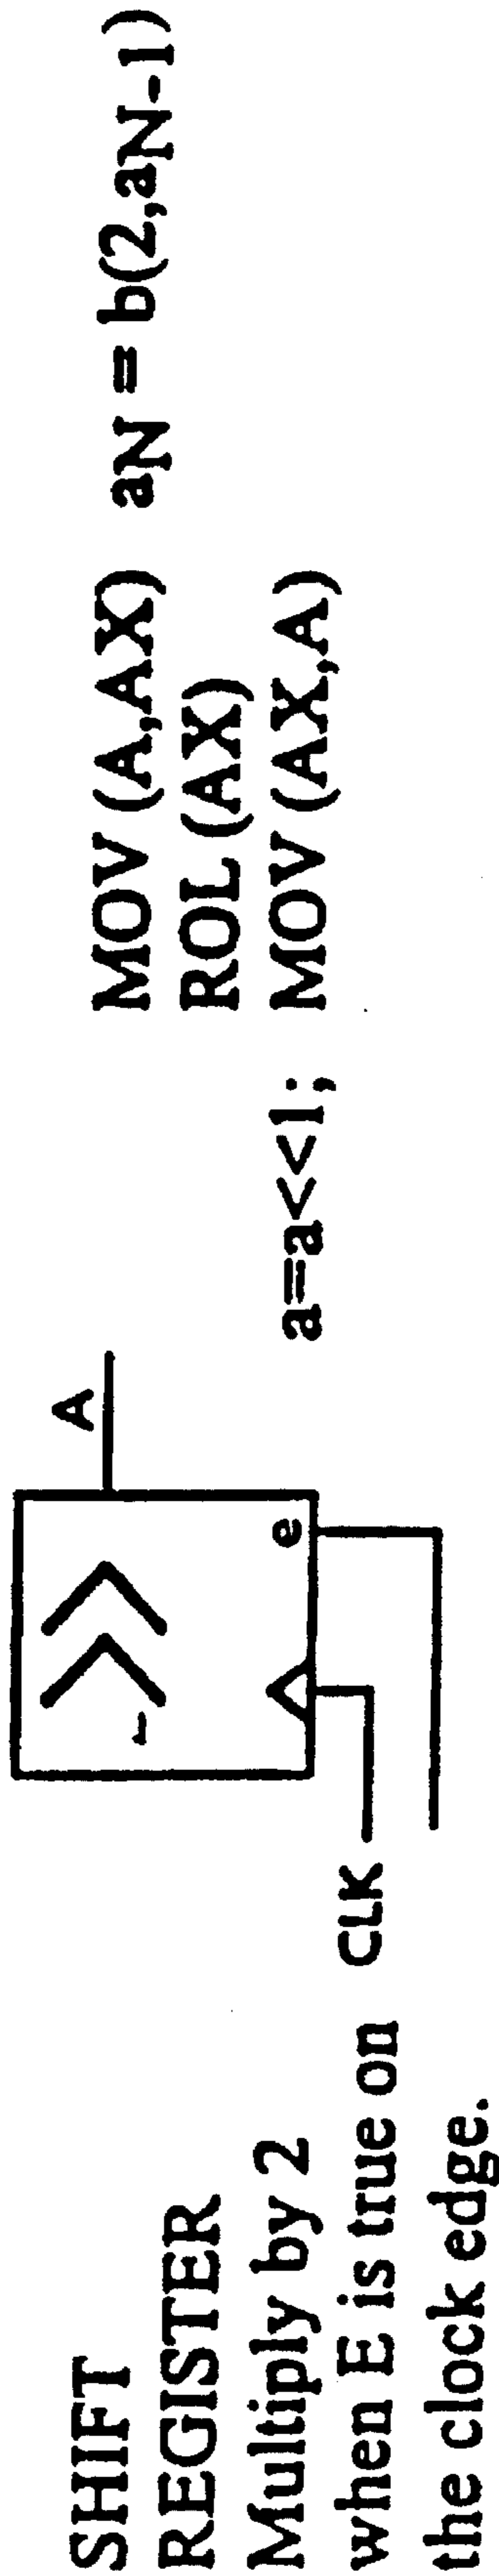 SHIFT
REGISTER
Multiply by 2
when E is true on
the clock edge.
>>
~
A
e
CLK
a=a<<1;
MOV (A,AX)
ROL (AX)
MOV (AX,A)
aN = b(2,aN-1)